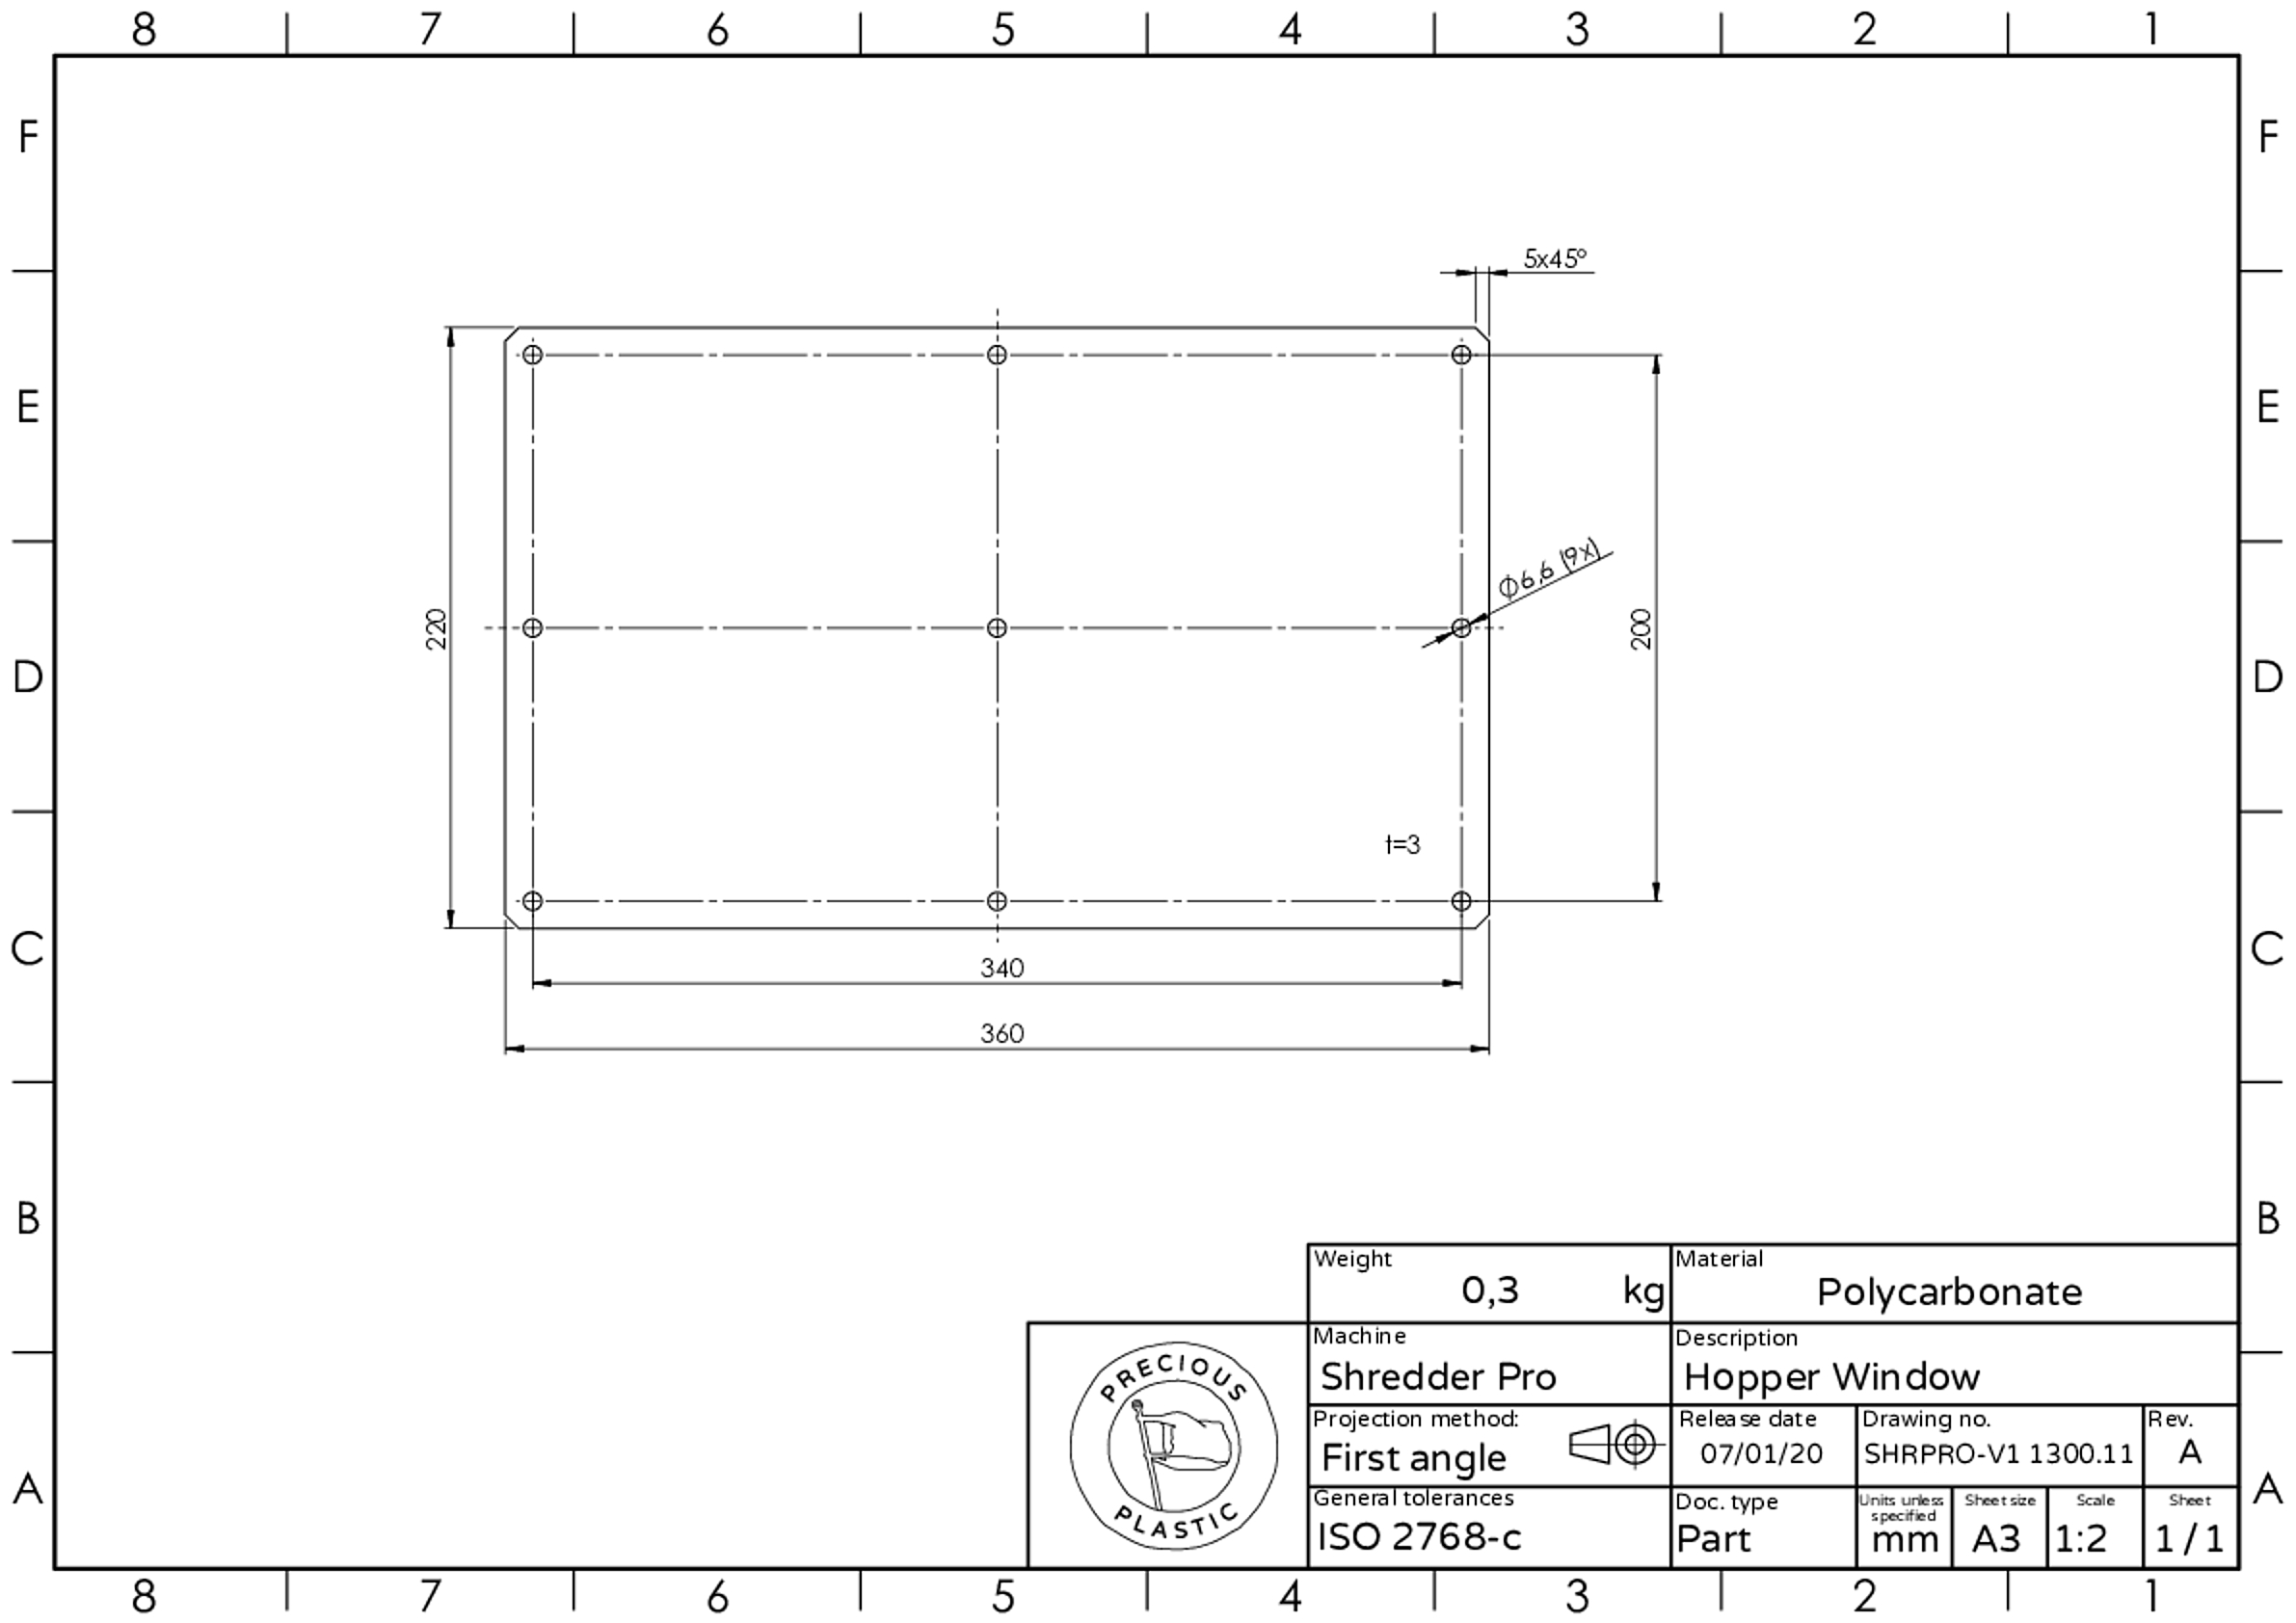 8 7 6 5 4 3 2 1
F F
5x45°
E E
Φ6,6 (9x)
220 200
D D
t=3
C C
340
360
B B
Weight Material
0,3 kg Polycarbonate
Machine Description
Shredder Pro Hopper Window
PRECIOUS
PLASTIC
Projection method: Release date Drawing no. Rev.
First angle 07/01/20 SHRPRO-V1 1300.11 A
A A
General tolerances Doc. type Units unless specified Sheet size Scale Sheet
ISO 2768-c Part mm A3 1:2 1 / 1
8 7 6 5 4 3 2 1